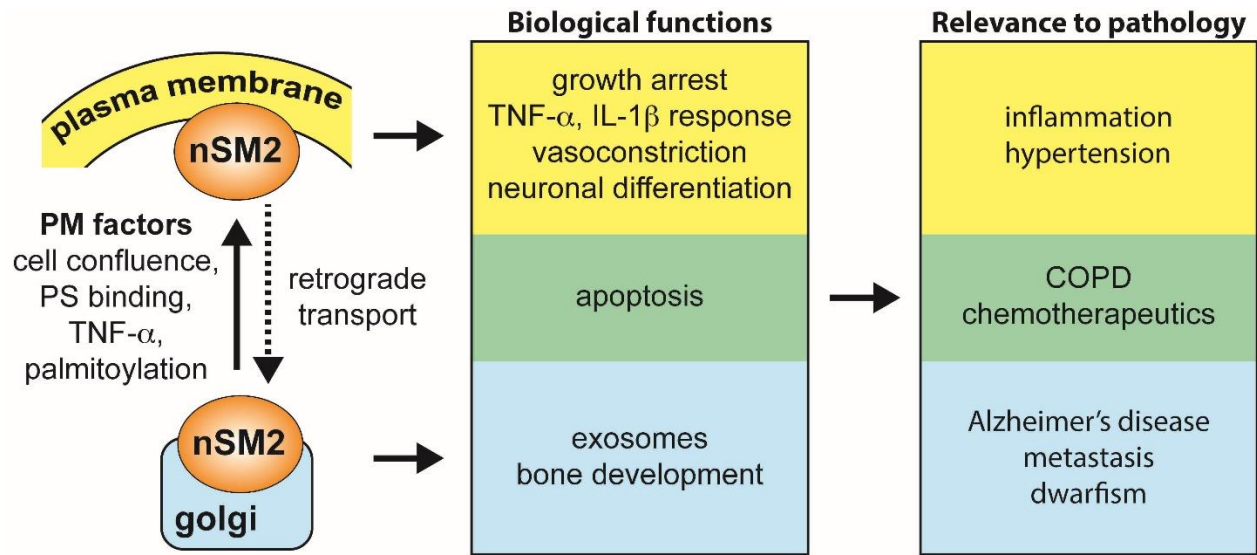 Biological functions
Relevance to pathology
plasma membrane
nSM2
PM factors
cell confluence,
PS binding,
TNF-α,
palmitoylation
retrograde
transport
nSM2
golgi
growth arrest
TNF-α, IL-1β response
vasoconstriction
neuronal differentiation
apoptosis
exosomes
bone development
inflammation
hypertension
COPD
chemotherapeutics
Alzheimer's disease
metastasis
dwarfism